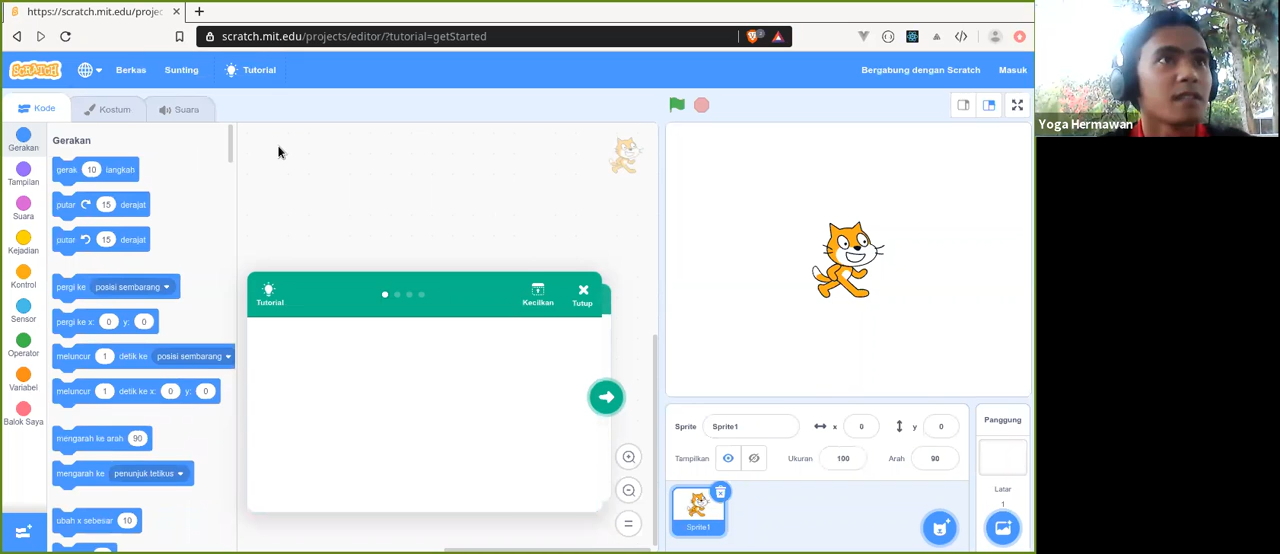 https://scratch.mit.edu/projec
scratch.mit.edu/projects/editor/?tutorial=getStarted
2
SCRATCH
Berkas
Sunting
Tutorial
Bergabung dengan Scratch
Masuk
Kode
Kostum
Suara
Gerakan
Tampilan
Suara
Kejadian
Kontrol
Sensor
Operator
Variabel
Balok Saya
Gerakan
gerak 10 langkah
putar 15 derajat
putar 15 derajat
pergi ke posisi sembarang
pergi ke x: 0 y: 0
meluncur 1 detik ke posisi sembarang
meluncur 1 detik ke x: 0 y: 0
mengarah ke arah 90
mengarah ke penunjuk tetikus
ubah x sebesar 10
Tutorial
Kecilkan
Tutup
Sprite Sprite1 x 0 y 0
Tampilkan Ukuran 100 Arah 90
Sprite1
Panggung
Latar
1
Yoga Hermawan